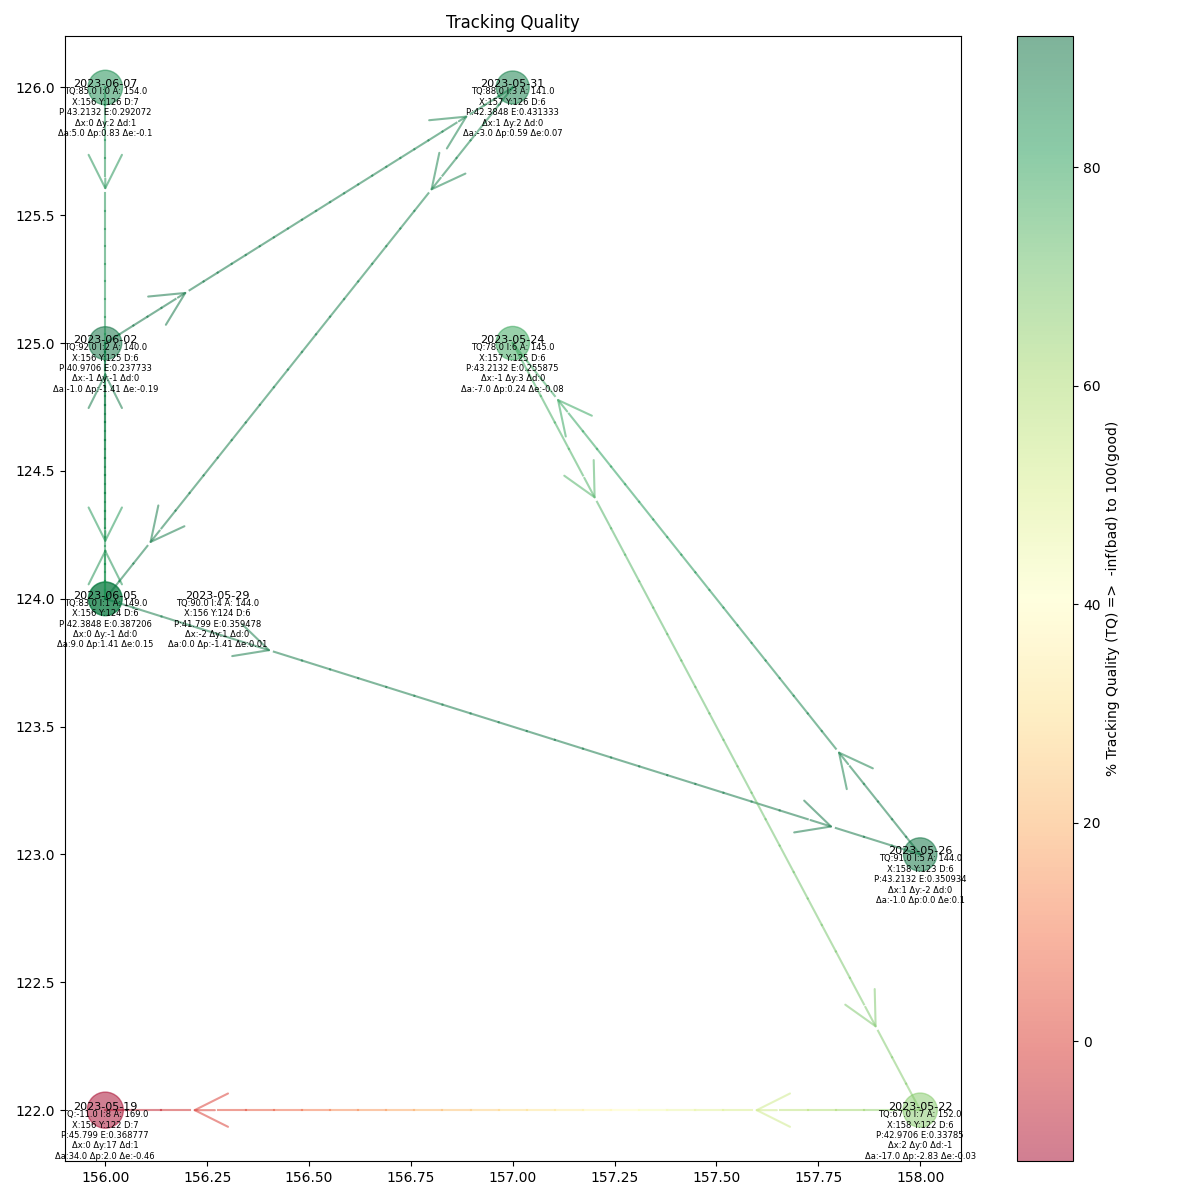 Tracking Quality
126.0
125.5
125.0
124.5
124.0
123.5
123.0
122.5
122.0
156.00
156.25
156.50
156.75
157.00
157.25
157.50
157.75
158.00
2023-06-07
TQ:85.0 I:0 A: 154.0
X:156 Y:126 D:7
P:43.2132 E:0.292072
Δx:0 Δy:2 Δd:1
Δa:5.0 Δp:0.83 Δe:-0.1
2023-05-31
TQ:88.0 I:3 A: 141.0
X:157 Y:126 D:6
P:42.3848 E:0.431333
Δx:1 Δy:2 Δd:0
Δa:-3.0 Δp:0.59 Δe:0.07
2023-06-02
TQ:92.0 I:2 A: 140.0
X:156 Y:125 D:6
P:40.9706 E:0.237733
Δx:-1 Δy:-1 Δd:0
Δa:-1.0 Δp:-1.41 Δe:-0.19
2023-05-24
TQ:78.0 I:6 A: 145.0
X:157 Y:125 D:6
P:43.2132 E:0.255875
Δx:-1 Δy:3 Δd:0
Δa:-7.0 Δp:0.24 Δe:-0.08
2023-06-05
TQ:83.0 I:1 A: 149.0
X:156 Y:124 D:6
P:42.3848 E:0.387206
Δx:0 Δy:-1 Δd:0
Δa:9.0 Δp:1.41 Δe:0.15
2023-05-29
TQ:90.0 I:4 A: 144.0
X:156 Y:124 D:6
P:41.799 E:0.359478
Δx:-2 Δy:1 Δd:0
Δa:0.0 Δp:-1.41 Δe:0.01
2023-05-26
TQ:91.0 I:5 A: 144.0
X:158 Y:123 D:6
P:43.2132 E:0.350934
Δx:1 Δy:-2 Δd:0
Δa:-1.0 Δp:0.0 Δe:0.1
2023-05-19
TQ:-11.0 I:8 A: 169.0
X:156 Y:122 D:7
P:45.799 E:0.368777
Δx:0 Δy:17 Δd:1
Δa:34.0 Δp:2.0 Δe:-0.46
2023-05-22
TQ:67.0 I:7 A: 152.0
X:158 Y:122 D:6
P:42.9706 E:0.33785
Δx:2 Δy:0 Δd:-1
Δa:-17.0 Δp:-2.83 Δe:-0.03
80
60
40
20
0
% Tracking Quality (TQ) => -inf(bad) to 100(good)